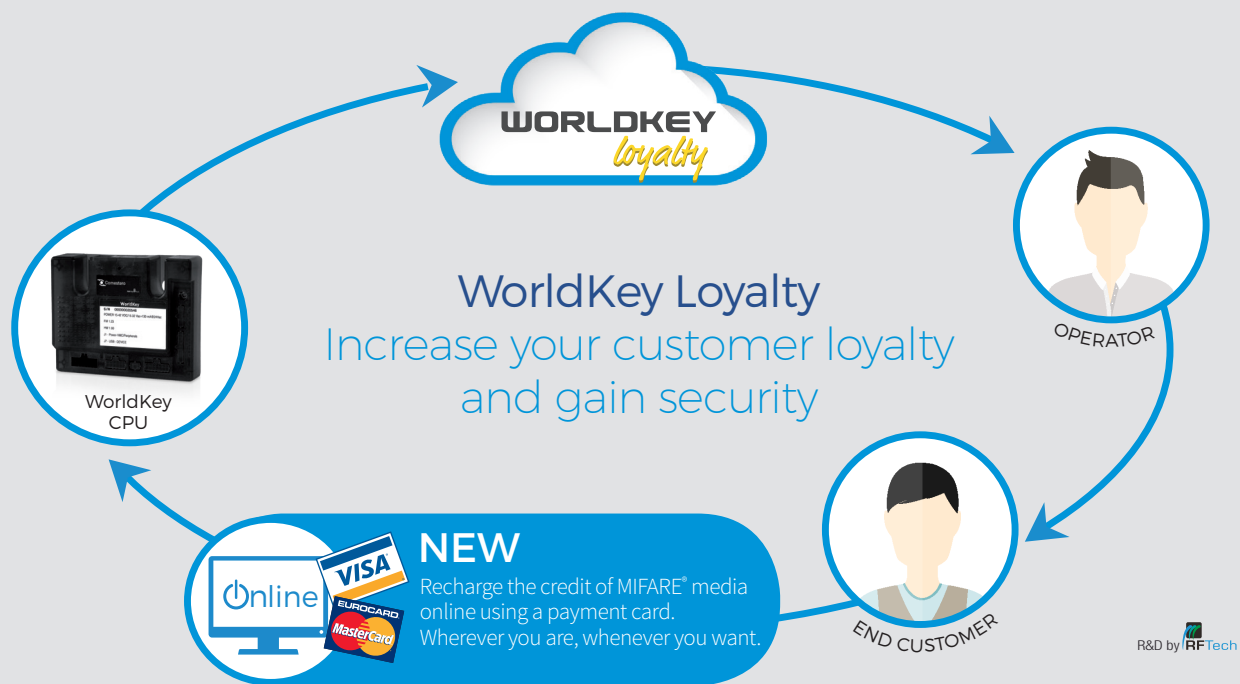 WORLDKEY
loyalty
WorldKey Loyalty
Increase your customer loyalty
and gain security
OPERATOR
Comestero
WorldKey
WorldKey
CPU
NEW
Recharge the credit of MIFARE® media
online using a payment card.
Wherever you are, whenever you want.
Online
VISA
EUROCARD
MasterCard
END CUSTOMER
R&D by RFTech